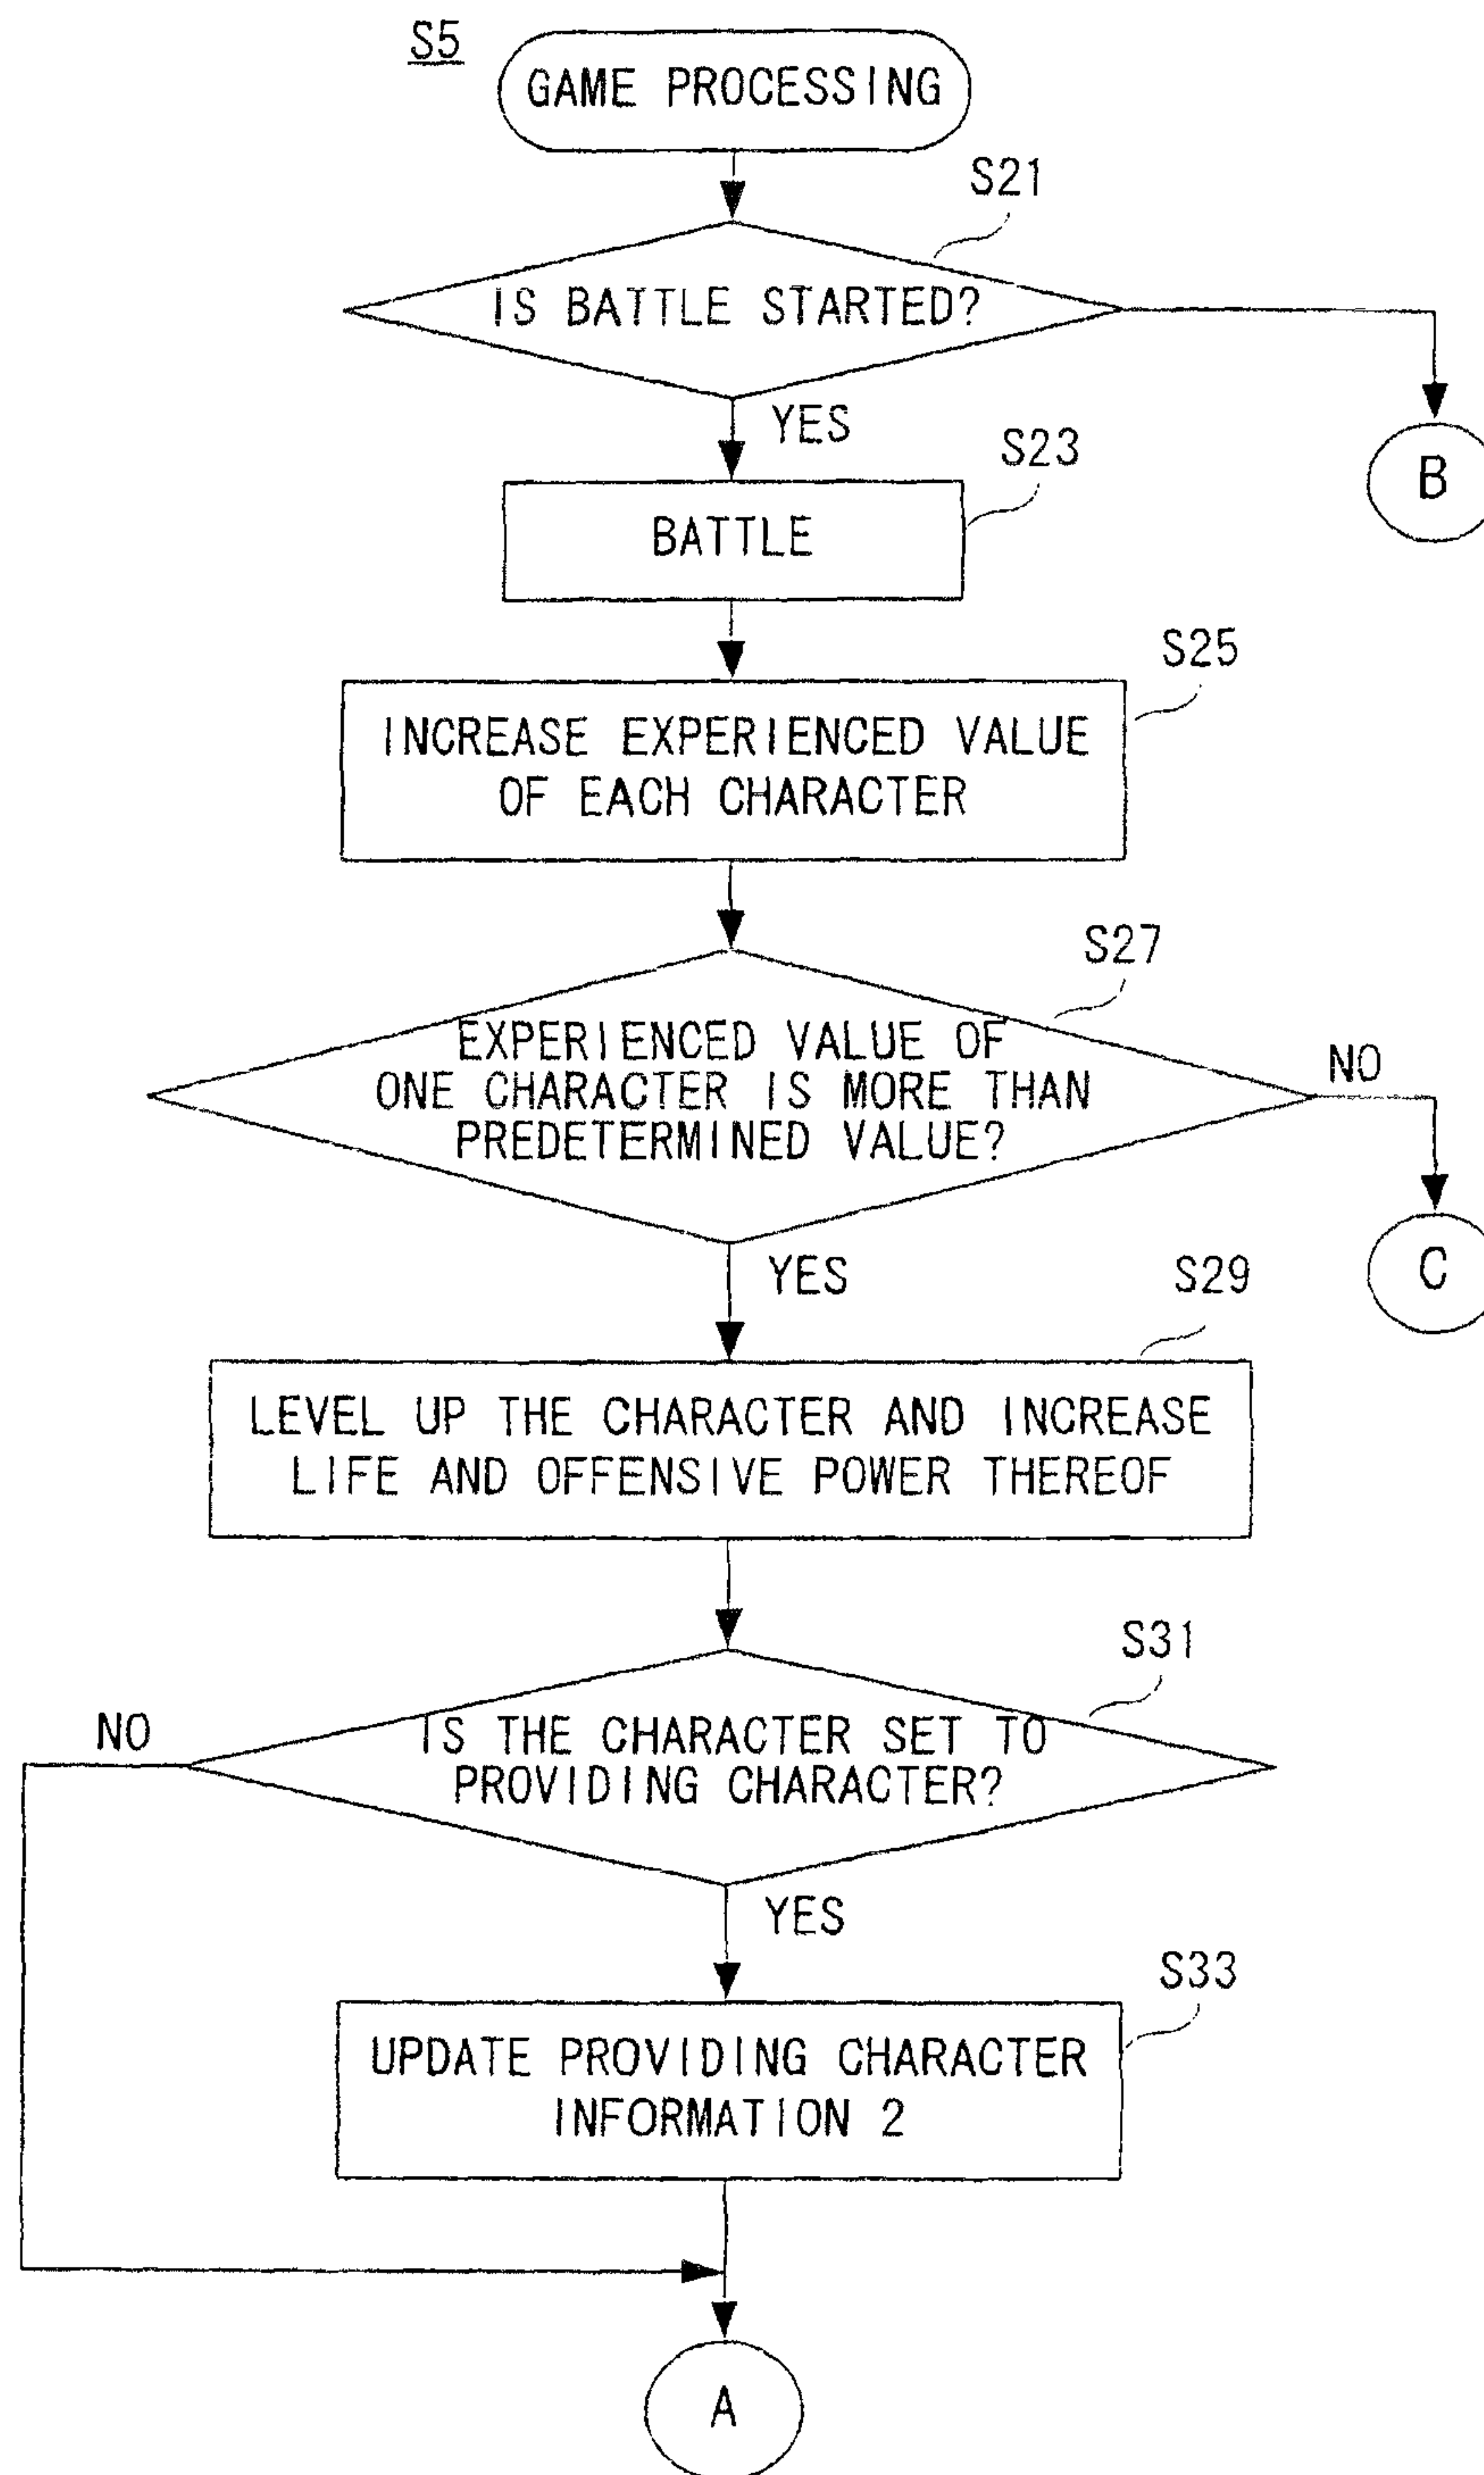 S5
GAME PROCESSING
S21
IS BATTLE STARTED?
YES
B
S23
BATTLE
S25
INCREASE EXPERIENCED VALUE
OF EACH CHARACTER
S27
EXPERIENCED VALUE OF
ONE CHARACTER IS MORE THAN
PREDETERMINED VALUE?
NO
YES
C
S29
LEVEL UP THE CHARACTER AND INCREASE
LIFE AND OFFENSIVE POWER THEREOF
S31
NO
IS THE CHARACTER SET TO
PROVIDING CHARACTER?
YES
S33
UPDATE PROVIDING CHARACTER
INFORMATION 2
A